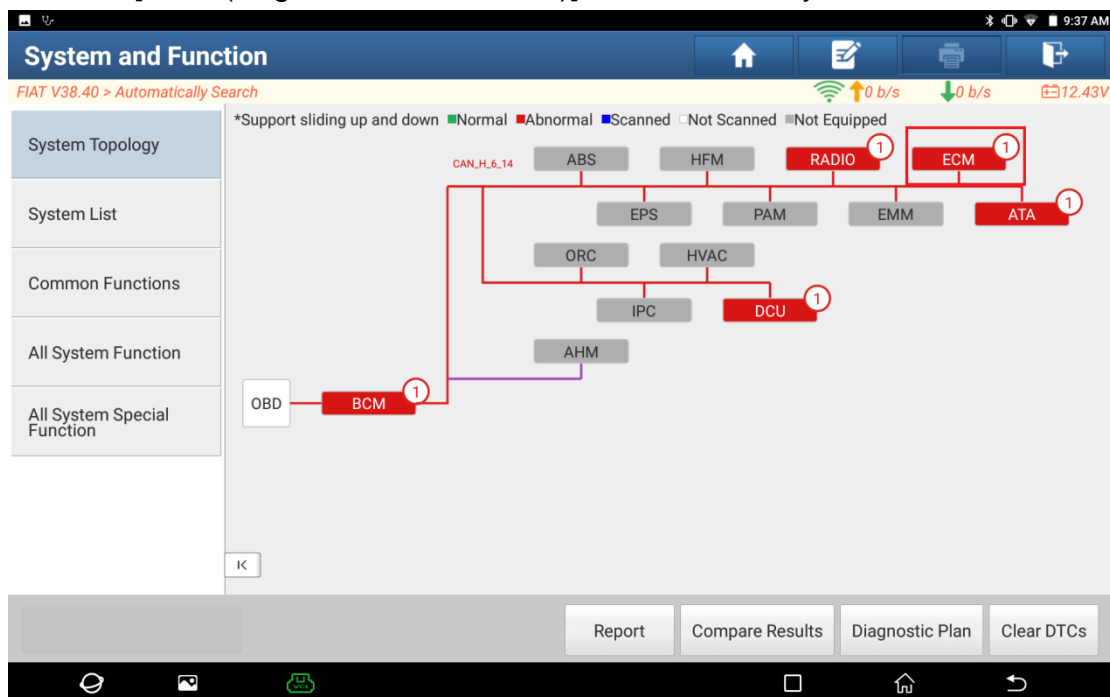 9:37 AM
System and Function
FIAT V38.40 > Automatically Search
0 b/s
0 b/s
12.43V
System Topology
System List
Common Functions
All System Function
All System Special
Function
*Support sliding up and down Normal Abnormal Scanned Not Scanned Not Equipped
CAN_H_6_14
ABS
HFM
RADIO
1
ECM
1
EPS
PAM
EMM
ATA
1
ORC
HVAC
IPC
DCU
1
AHM
OBD
BCM
1
Report
Compare Results
Diagnostic Plan
Clear DTCs
VCI